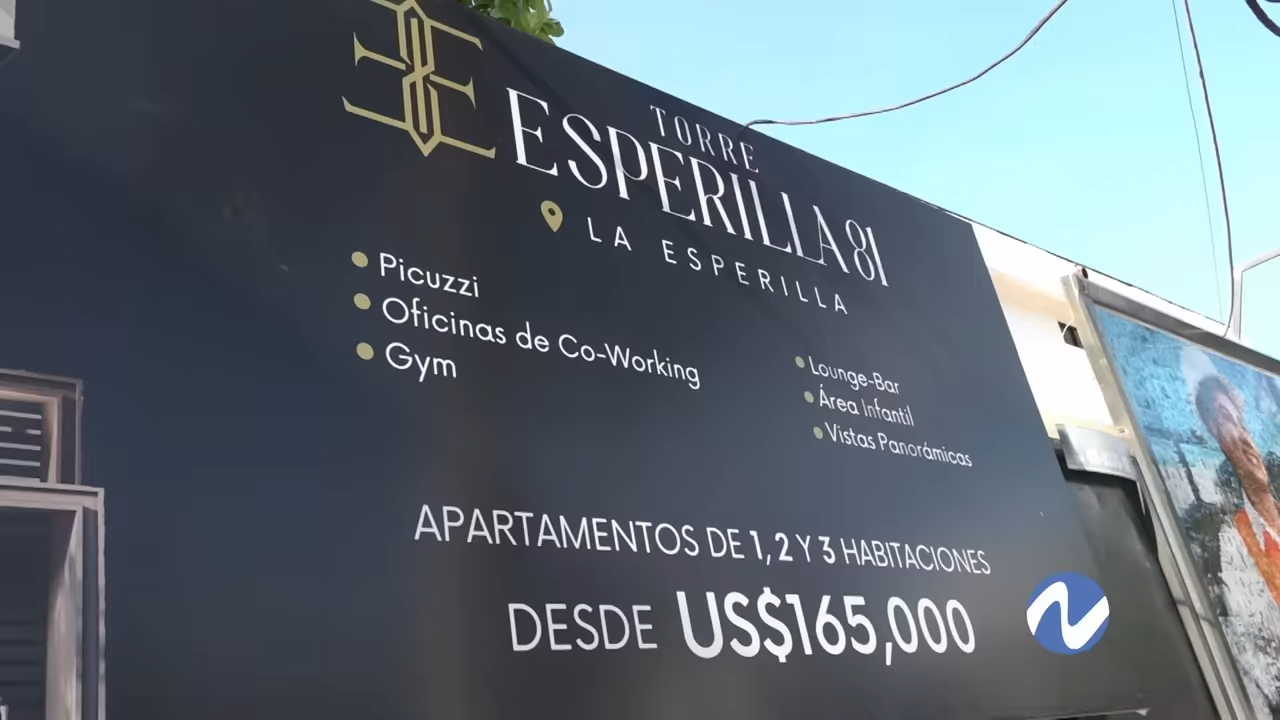 TORRE
ESPERILLA 81
LA ESPERILLA
Picuzzi
Oficinas de Co-Working
Gym
Lounge-Bar
Área Infantil
Vistas Panorámicas
APARTAMENTOS DE 1, 2 Y 3 HABITACIONES
DESDE US$165,000